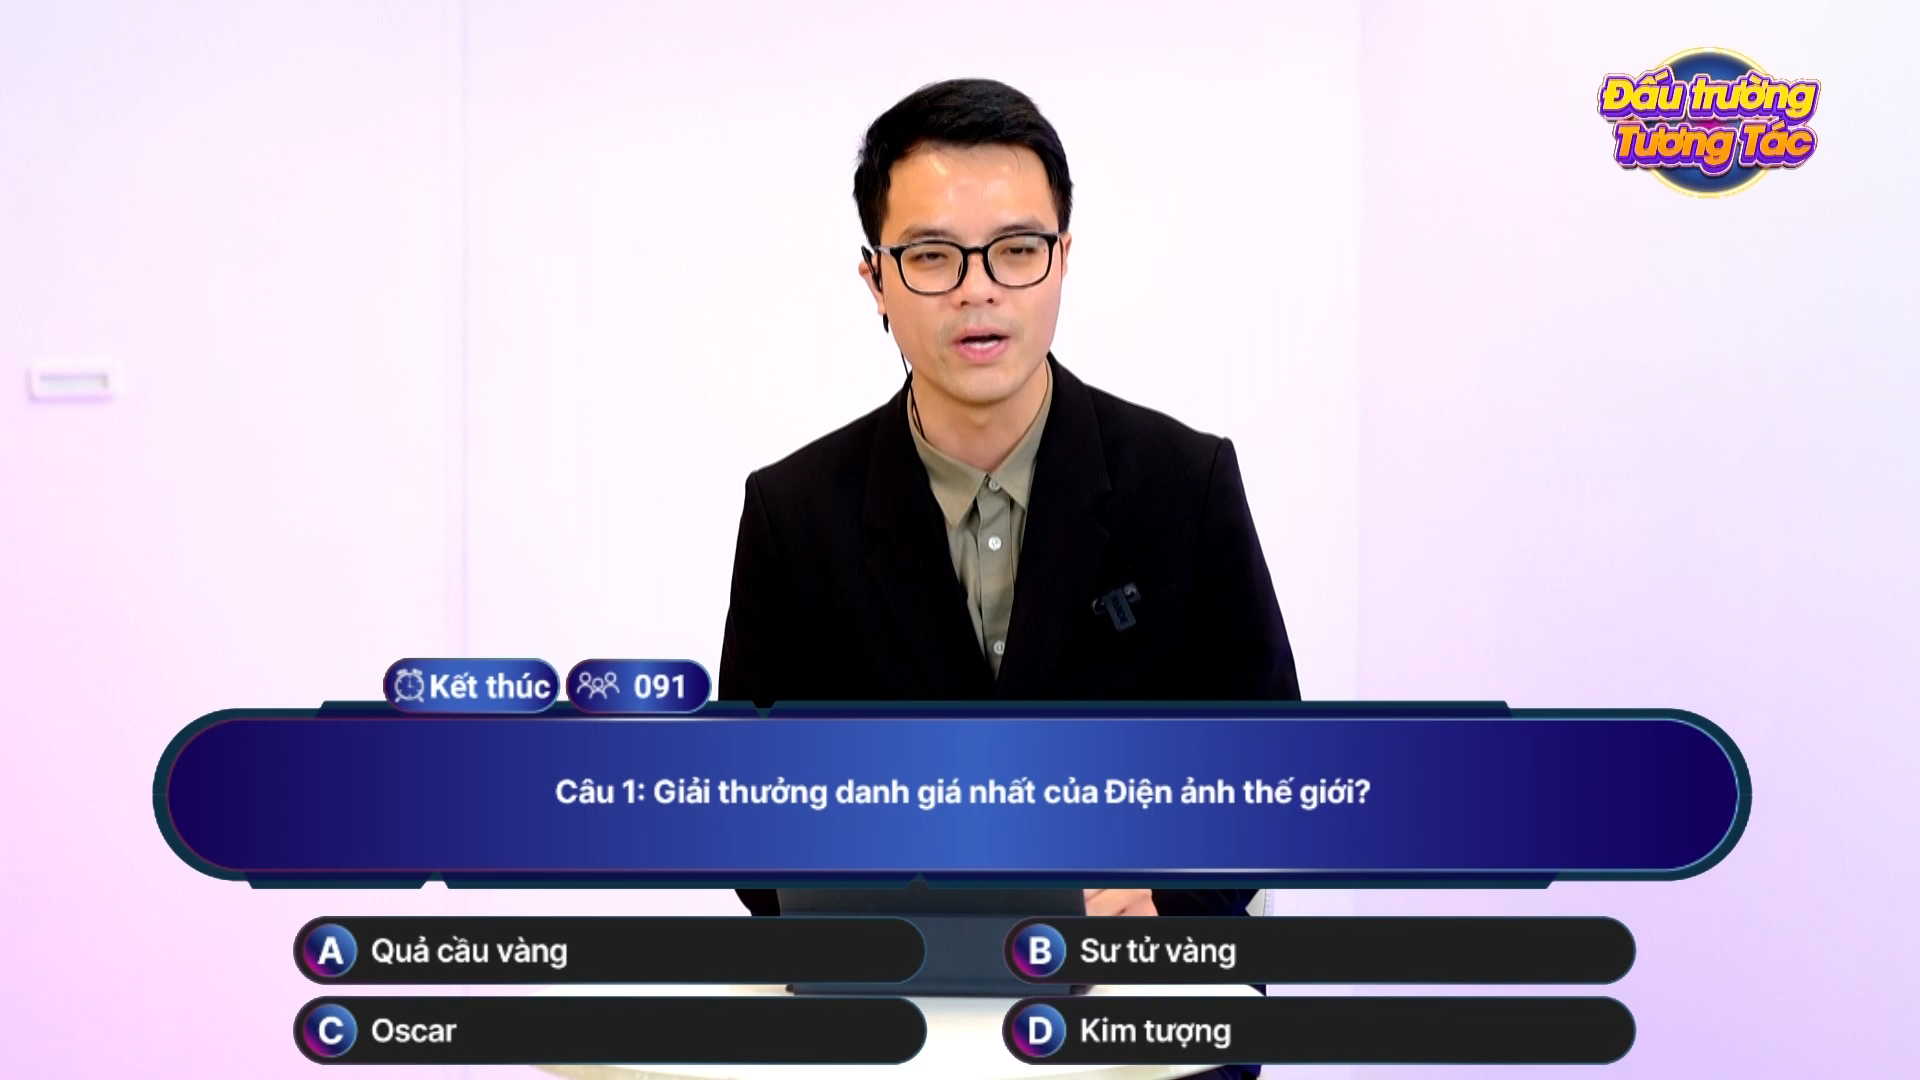 Đấu trường
Tương Tác
Kết thúc
091
Câu 1: Giải thưởng danh giá nhất của Điện ảnh thế giới?
A Quả cầu vàng
B Sư tử vàng
C Oscar
D Kim tượng